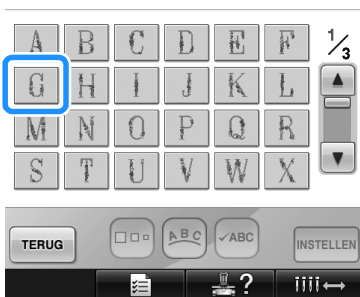 A B C D E F 1/3
G H I J K L
M N O P Q R
S T U V W X
TERUG ABC ✓ABC INSTELLEN
?